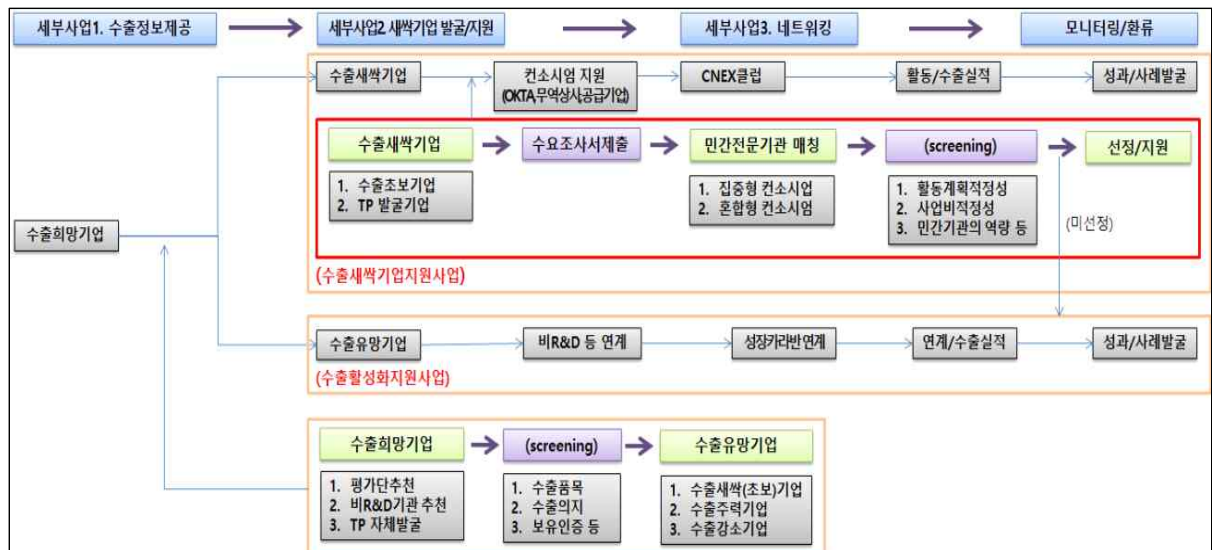 세부사업1. 수출정보제공
세부사업2 새싹기업 발굴/지원
세부사업3. 네트워킹
모니터링/환류
수출새싹기업
컨소시엄 지원
(OKTA,무역상사,공급기업)
CNEX클럽
활동/수출실적
성과/사례발굴
수출새싹기업
수요조사서제출
민간전문기관 매칭
(screening)
선정/지원
1. 수출초보기업
2. TP 발굴기업
1. 집중형 컨소시업
2. 혼합형 컨소시엄
1. 활동계획적정성
2. 사업비적정성
3. 민간기관의 역량 등
(미선정)
수출희망기업
(수출새싹기업지원사업)
수출유망기업
비R&D 등 연계
성장카라반연계
연계/수출실적
성과/사례발굴
(수출활성화지원사업)
수출희망기업
(screening)
수출유망기업
1. 평가단추천
2. 비R&D기관 추천
3. TP 자체발굴
1. 수출품목
2. 수출의지
3. 보유인증 등
1. 수출새싹(초보)기업
2. 수출주력기업
3. 수출강소기업